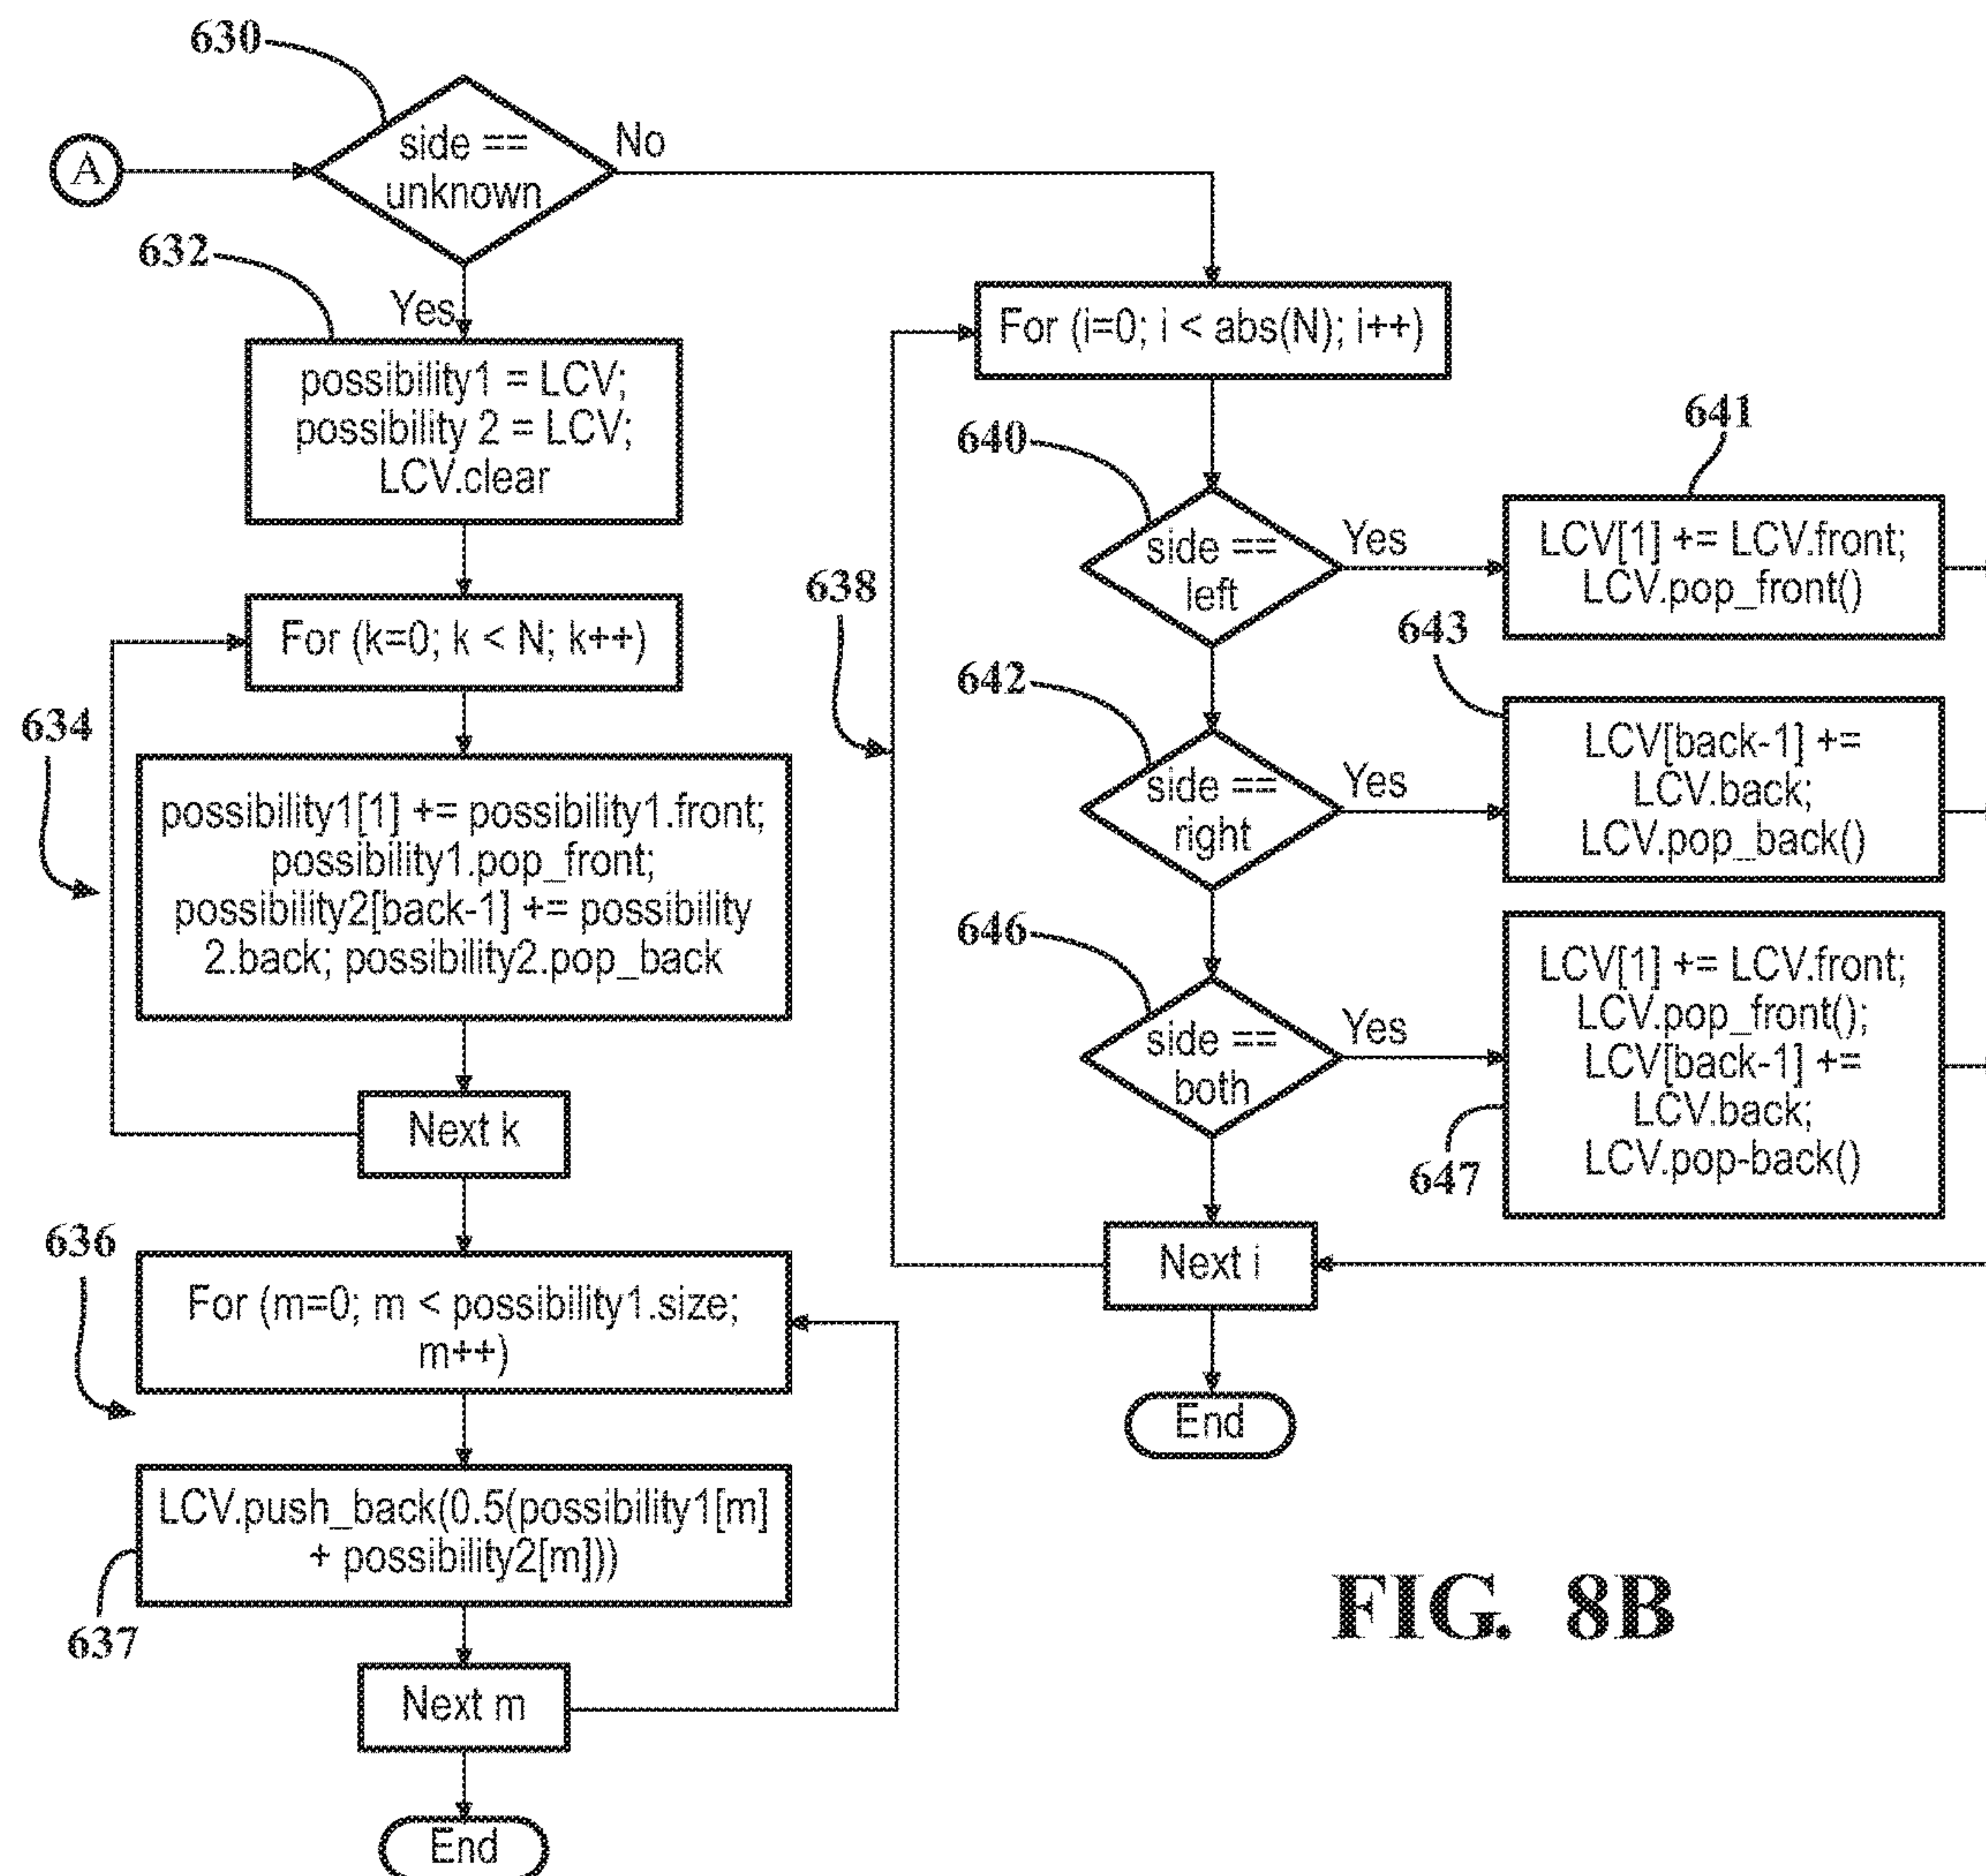 630
A
side ==
unknown
No
632
Yes
possibility1 = LCV;
possibility 2 = LCV;
LCV.clear
For (k=0; k < N; k++)
634
possibility1[1] += possibility1.front;
possibility1.pop_front;
possibility2[back-1] += possibility
2.back; possibility2.pop_back
Next k
636
For (m=0; m < possibility1.size;
m++)
LCV.push_back(0.5(possibility1[m]
+ possibility2[m]))
637
Next m
End
For (i=0; i < abs(N); i++)
638
640
side ==
left
Yes
641
LCV[1] += LCV.front;
LCV.pop_front()
642
side ==
right
Yes
643
LCV[back-1] +=
LCV.back;
LCV.pop_back()
646
side ==
both
Yes
LCV[1] += LCV.front;
LCV.pop_front();
LCV[back-1] +=
LCV.back;
LCV.pop-back()
647
Next i
End
FIG. 8B